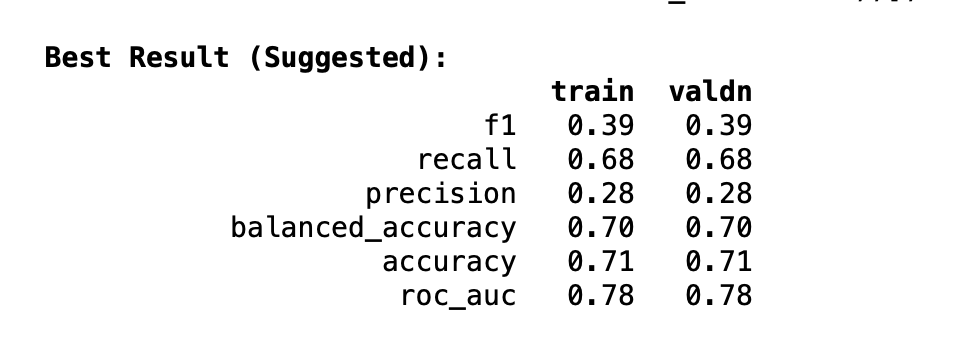 Best Result (Suggested):
train valdn
f1 0.39 0.39
recall 0.68 0.68
precision 0.28 0.28
balanced_accuracy 0.70 0.70
accuracy 0.71 0.71
roc_auc 0.78 0.78